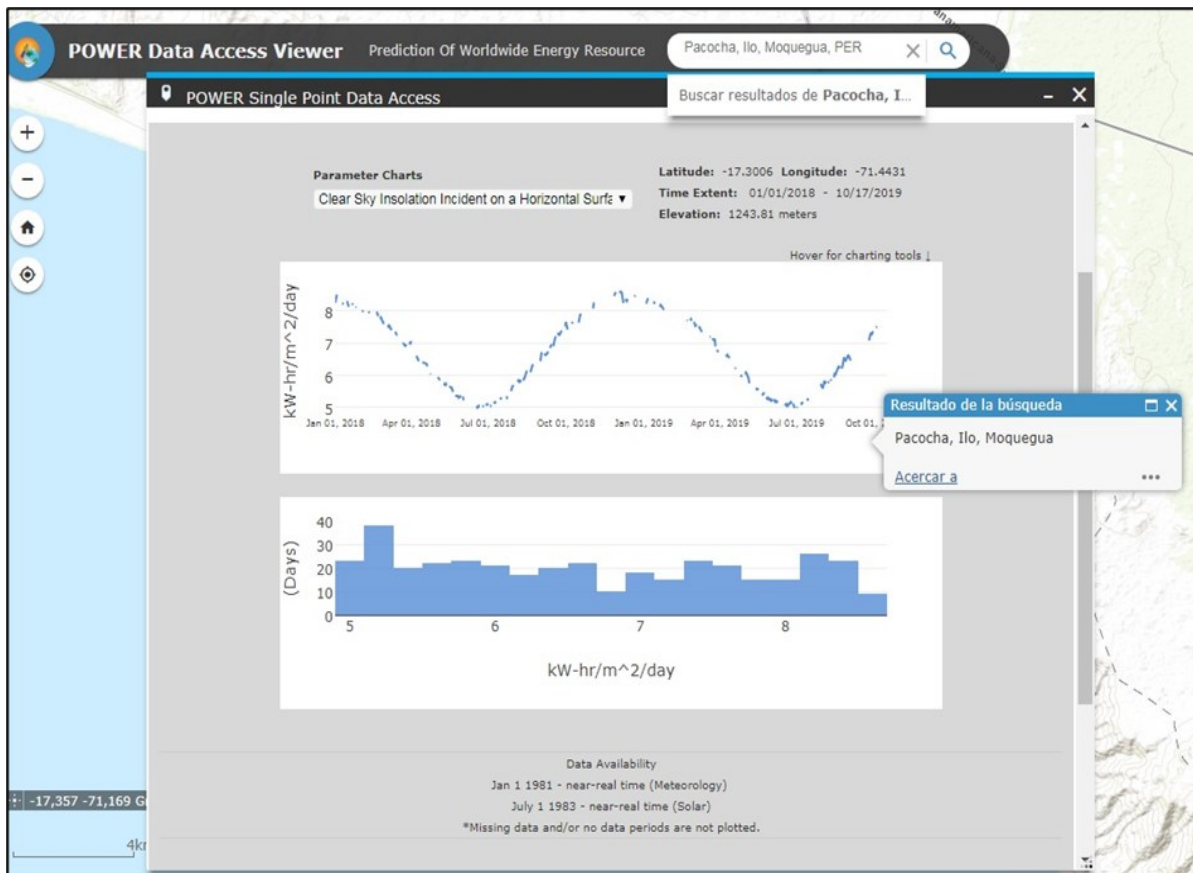 POWER Data Access Viewer Prediction Of Worldwide Energy Resource Pacocha, Ilo, Moquegua, PER
Buscar resultados de Pacocha, I...
POWER Single Point Data Access
Parameter Charts
Clear Sky Insolation Incident on a Horizontal Surfa
Latitude: -17.3006 Longitude: -71.4431
Time Extent: 01/01/2018 - 10/17/2019
Elevation: 1243.81 meters
Hover for charting tools ↓
kW-hr/m^2/day
8
7
6
5
Jan 01, 2018 Apr 01, 2018 Jul 01, 2018 Oct 01, 2018 Jan 01, 2019 Apr 01, 2019 Jul 01, 2019 Oct 01,
Resultado de la búsqueda
Pacocha, Ilo, Moquegua
Acercar a
(Days)
40
30
20
10
0
5 6 7 8
kW-hr/m^2/day
Data Availability
Jan 1 1981 - near-real time (Meteorology)
July 1 1983 - near-real time (Solar)
*Missing data and/or no data periods are not plotted.
-17,357 -71,169 G
4k